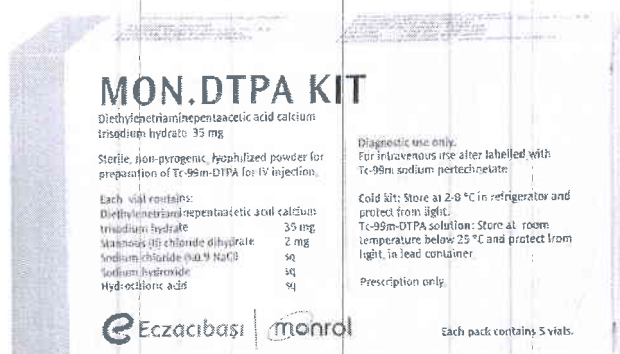 MON.DTPA KIT
Diethylenetriaminepentaacetic acid calcium
trisodium hydrate 35 mg
Sterile, non-pyrogenic, lyophilized powder for
preparation of Tc-99m-DTPA for IV injection.
Each vial contains:
Diethylenetriaminepentaacetic acid calcium
trisodium hydrate 35 mg
Stannous (II) chloride dihydrate 2 mg
Sodium chloride (%0.9 NaCl) sq
Sodium hydroxide sq
Hydrochloric acid sq
Eczacıbaşı monrol
Diagnostic use only.
For intravenous use after labelled with
Tc-99m sodium pertechnetate
Cold kit: Store at 2-8 °C in refrigerator and
protect from light.
Tc-99m-DTPA solution: Store at room
temperature below 25 °C and protect from
light, in lead container
Prescription only.
Each pack contains 5 vials.